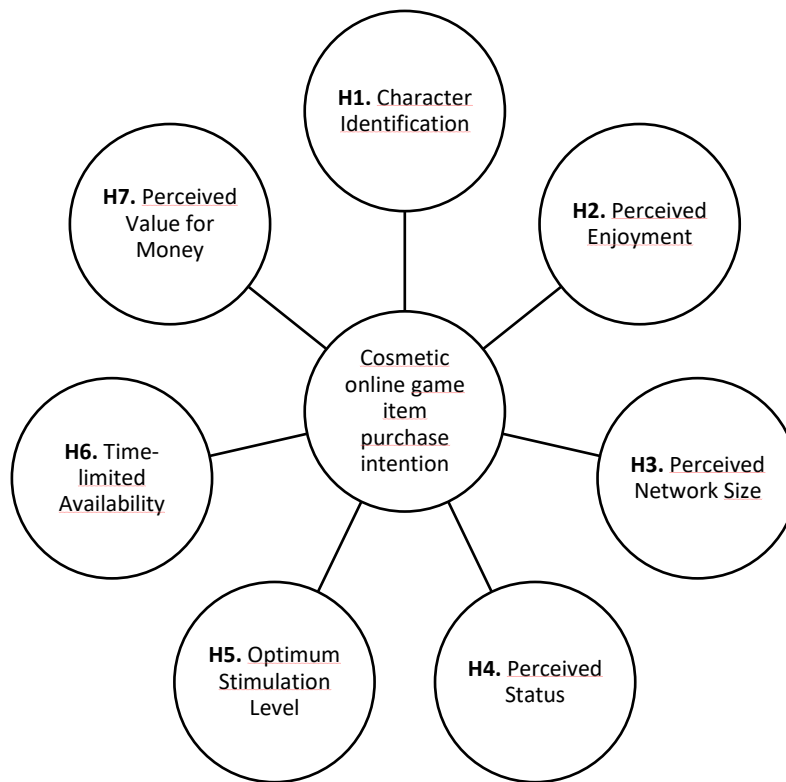 H1. Character
Identification
H2. Perceived
Enjoyment
H3. Perceived
Network Size
H4. Perceived
Status
H5. Optimum
Stimulation
Level
H6. Time-
limited
Availability
H7. Perceived
Value for
Money
Cosmetic
online game
item
purchase
intention